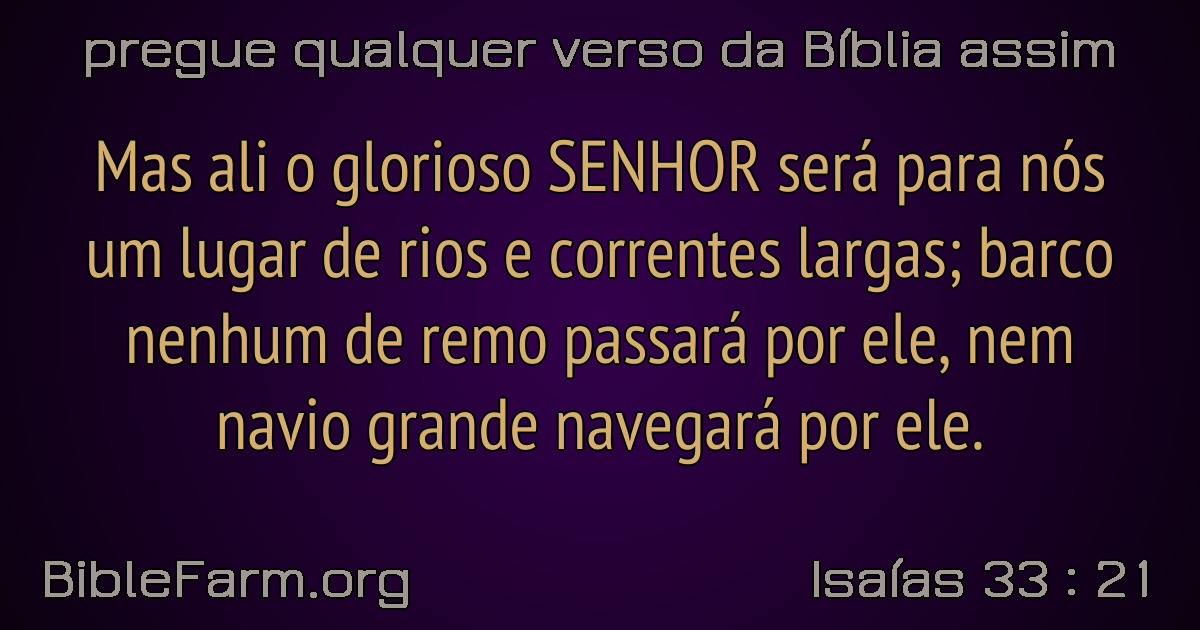 pregue qualquer verso da Bíblia assim
Mas ali o glorioso SENHOR será para nós
um lugar de rios e correntes largas; barco
nenhum de remo passará por ele, nem
navio grande navegará por ele.
BibleFarm.org
Isaías 33 : 21